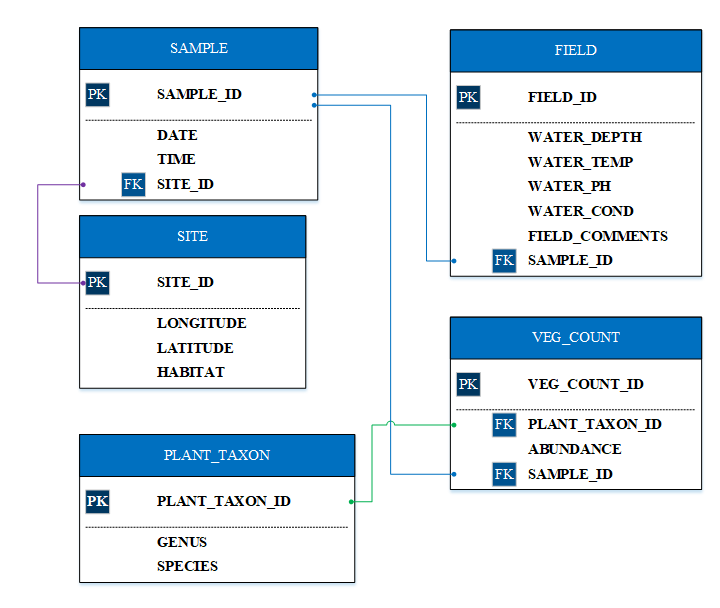 SAMPLE
PK SAMPLE_ID
DATE
TIME
FK SITE_ID
SITE
PK SITE_ID
LONGITUDE
LATITUDE
HABITAT
PLANT_TAXON
PK PLANT_TAXON_ID
GENUS
SPECIES
FIELD
PK FIELD_ID
WATER_DEPTH
WATER_TEMP
WATER_PH
WATER_COND
FIELD_COMMENTS
FK SAMPLE_ID
VEG_COUNT
PK VEG_COUNT_ID
FK PLANT_TAXON_ID
ABUNDANCE
FK SAMPLE_ID